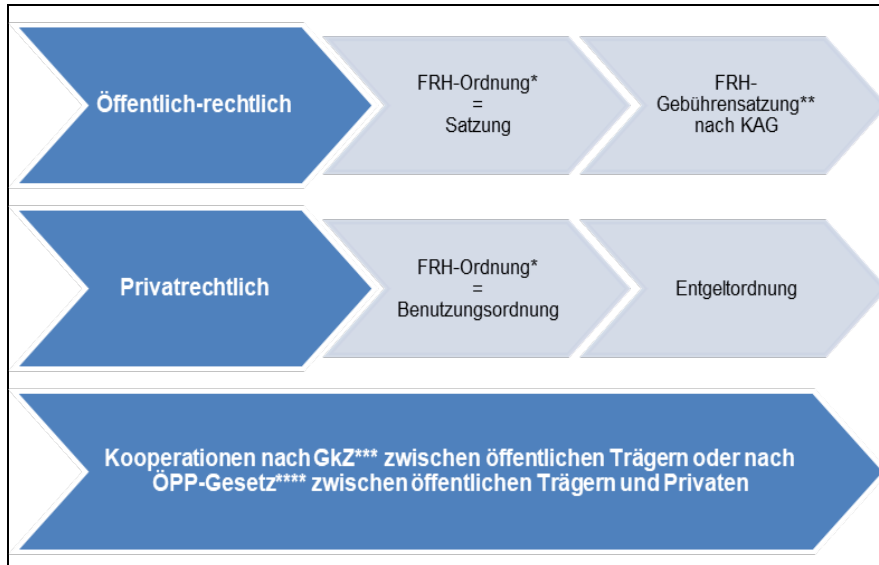 Öffentlich-rechtlich
FRH-Ordnung*
=
Satzung
FRH-
Gebührensatzung**
nach KAG
Privatrechtlich
FRH-Ordnung*
=
Benutzungsordnung
Entgeltordnung
Kooperationen nach GkZ*** zwischen öffentlichen Trägern oder nach
ÖPP-Gesetz**** zwischen öffentlichen Trägern und Privaten